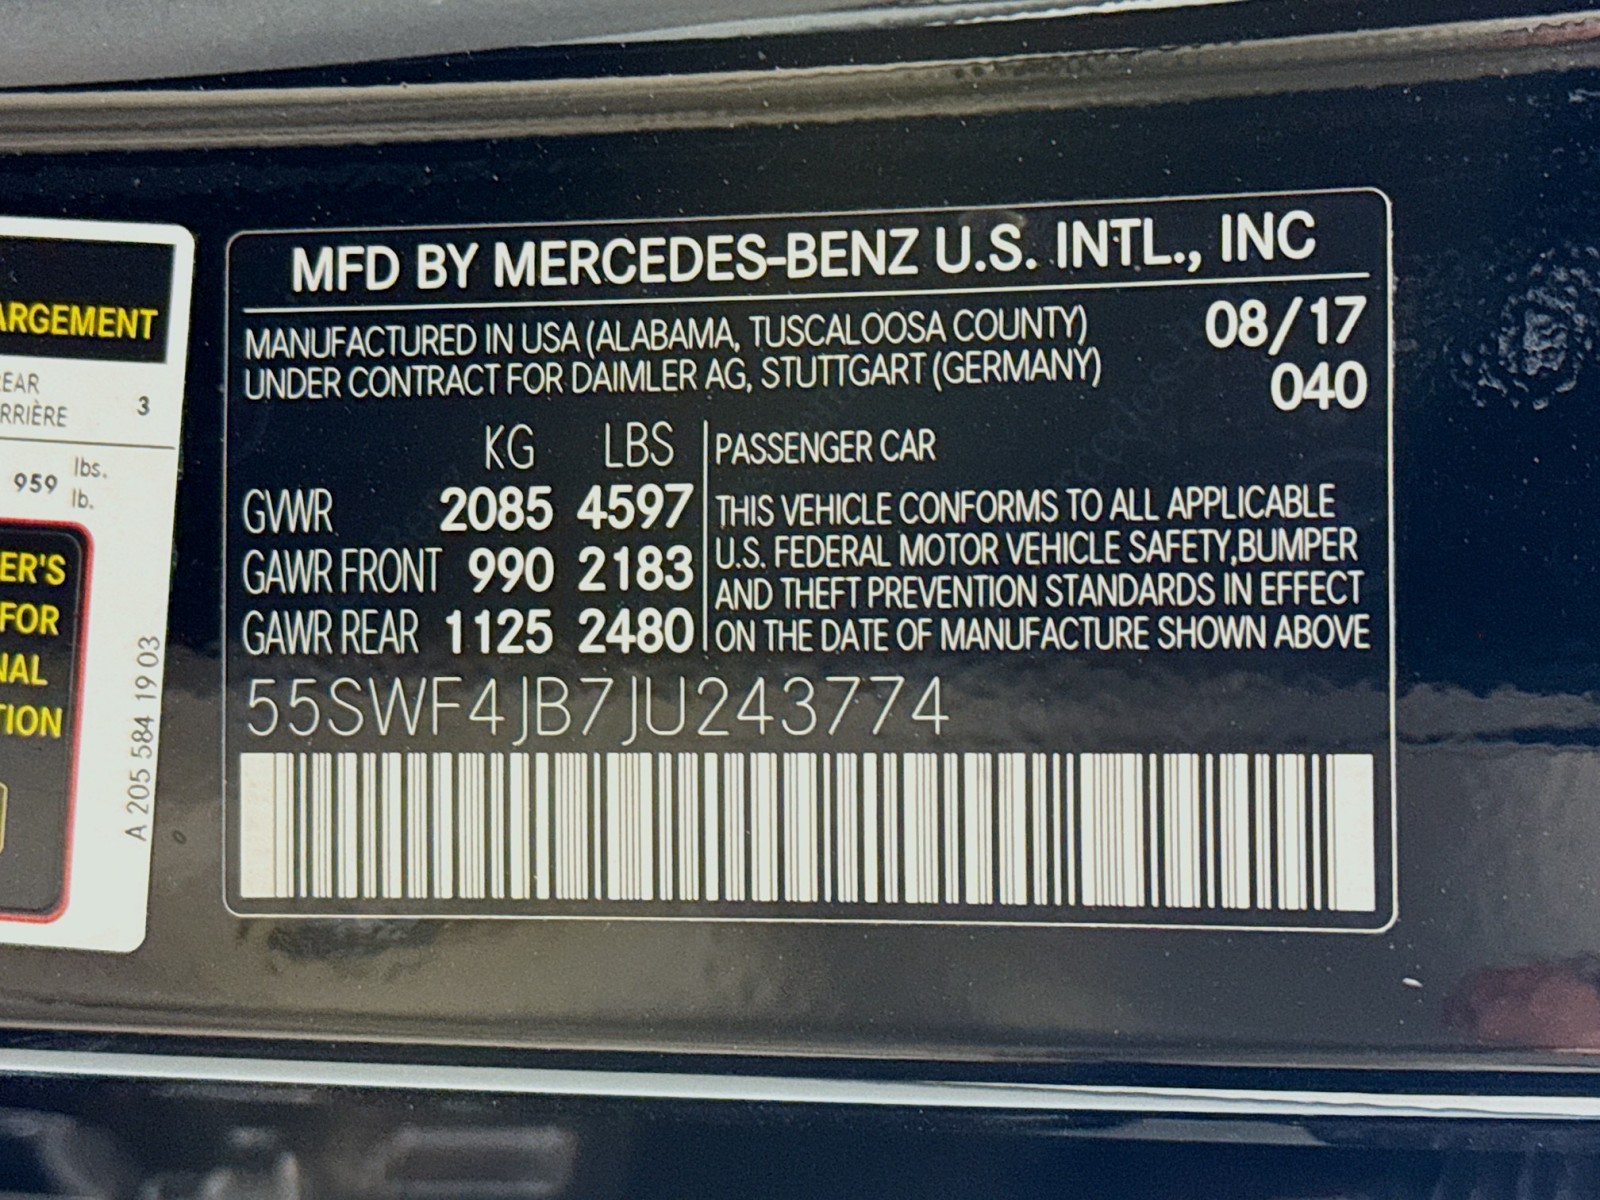 ARGEMENT
EAR
RRIÈRE 3
959 lbs.
lb.
ER'S
FOR
NAL
TION
A 205 584 19 03
MFD BY MERCEDES-BENZ U.S. INTL., INC
MANUFACTURED IN USA (ALABAMA, TUSCALOOSA COUNTY) 08/17
UNDER CONTRACT FOR DAIMLER AG, STUTTGART (GERMANY) 040
KG LBS PASSENGER CAR
GVWR 2085 4597 THIS VEHICLE CONFORMS TO ALL APPLICABLE
U.S. FEDERAL MOTOR VEHICLE SAFETY,BUMPER
GAWR FRONT 990 2183 AND THEFT PREVENTION STANDARDS IN EFFECT
GAWR REAR 1125 2480 ON THE DATE OF MANUFACTURE SHOWN ABOVE
55SWF4JB7JU243774